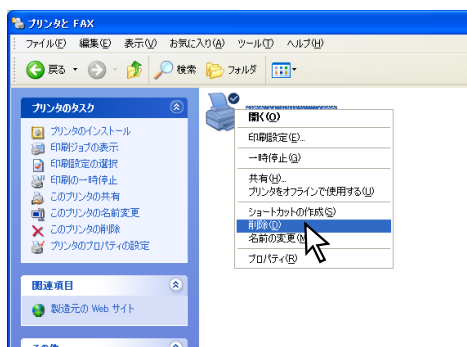 プリンタと FAX
ファイル(F) 編集(E) 表示(V) お気に入り(A) ツール(T) ヘルプ(H)
戻る 検索 フォルダ
プリンタのタスク
プリンタのインストール
印刷ジョブの表示
印刷設定の選択
印刷の一時停止
このプリンタの共有
このプリンタの名前変更
このプリンタの削除
プリンタのプロパティの設定
関連項目
製造元の Web サイト
その他
開く(O)
印刷設定(E)...
一時停止(G)
共有(H)...
プリンタをオフラインで使用する(U)
ショートカットの作成(S)
削除(D)
名前の変更(M
プロパティ(R)